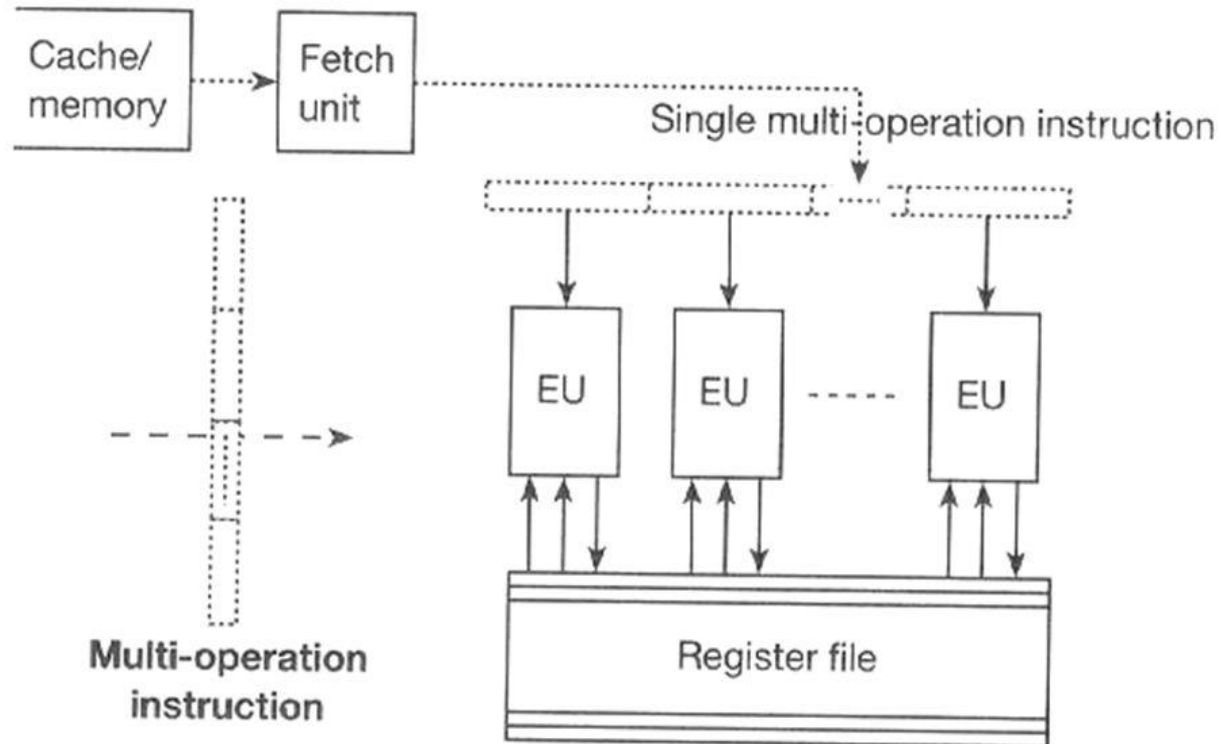 Cache/
memory
Fetch
unit
Single multi-operation instruction
EU
EU
EU
Register file
Multi-operation
instruction